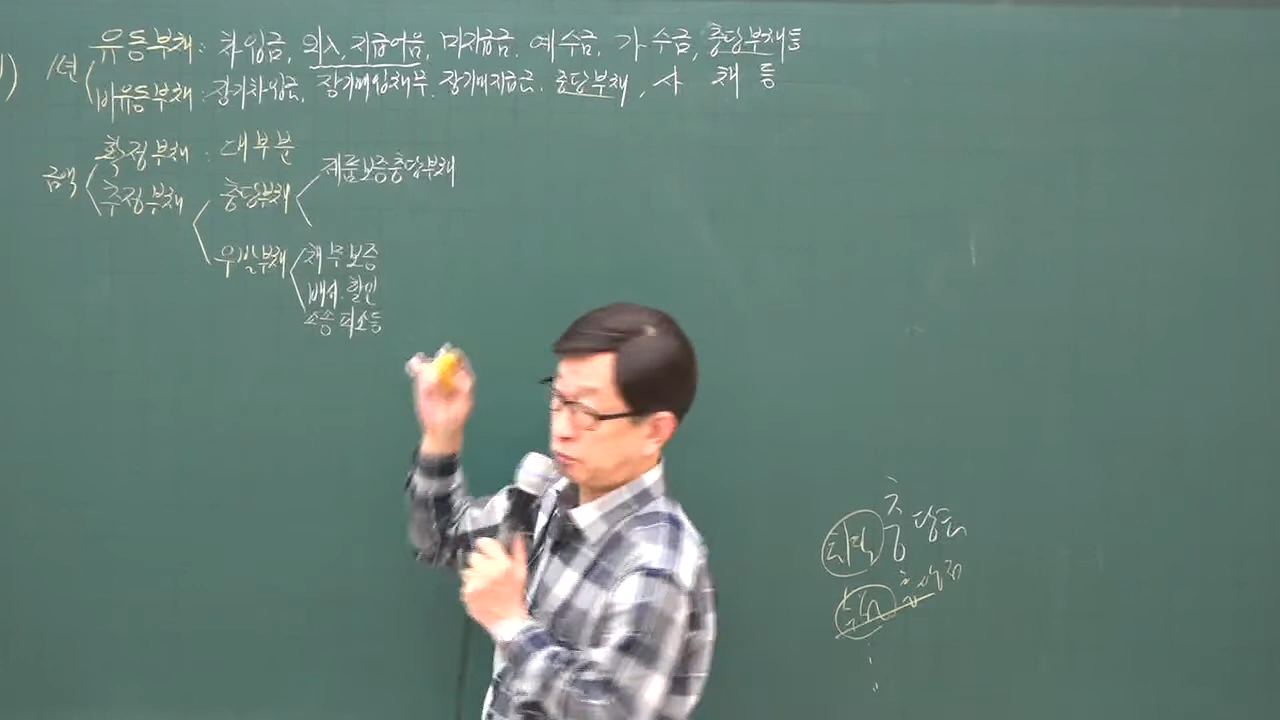 1년
유동부채 : 차입금, 외入, 지급어음, 미지급금, 예수금, 가수금, 충당부채 등
비유동부채 : 장기차입금, 장기매입채무, 장기미지급금, 충당부채, 사 채 등
금액
확정부채 : 대부분
추정부채
충당부채
제품보증충당부채
우발부채
채무보증
배서·할인
소송피소등
충당금